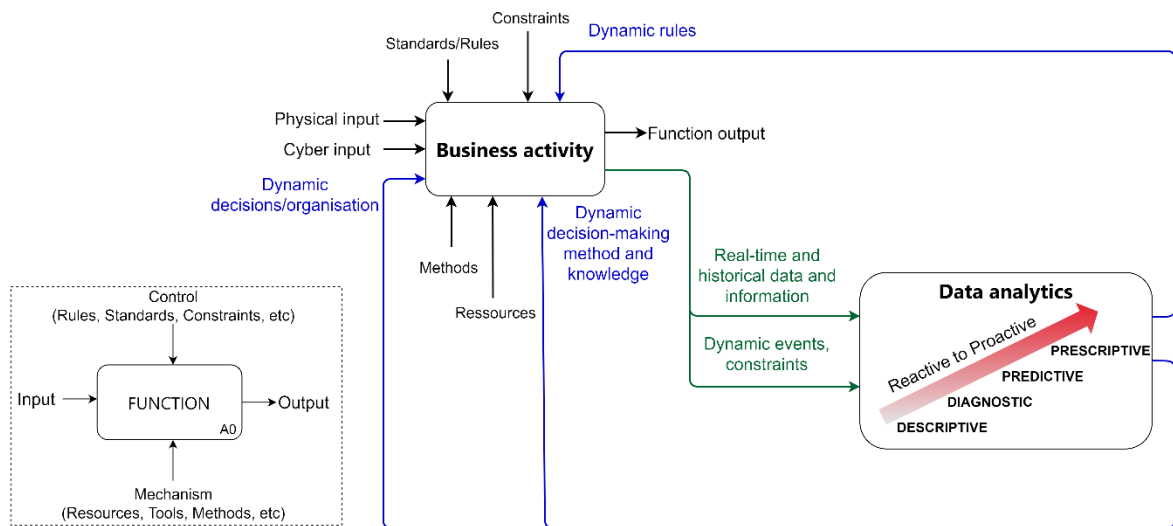 Constraints
Standards/Rules
Dynamic rules
Physical input
Cyber input
Business activity
Function output
Dynamic
decisions/organisation
Dynamic
decision-making
method and
knowledge
Methods
Ressources
Real-time and
historical data and
information
Dynamic events,
constraints
Data analytics
Reactive to Proactive
PRESCRIPTIVE
PREDICTIVE
DIAGNOSTIC
DESCRIPTIVE
Control
(Rules, Standards, Constraints, etc)
Input
FUNCTION
A0
Output
Mechanism
(Resources, Tools, Methods, etc)